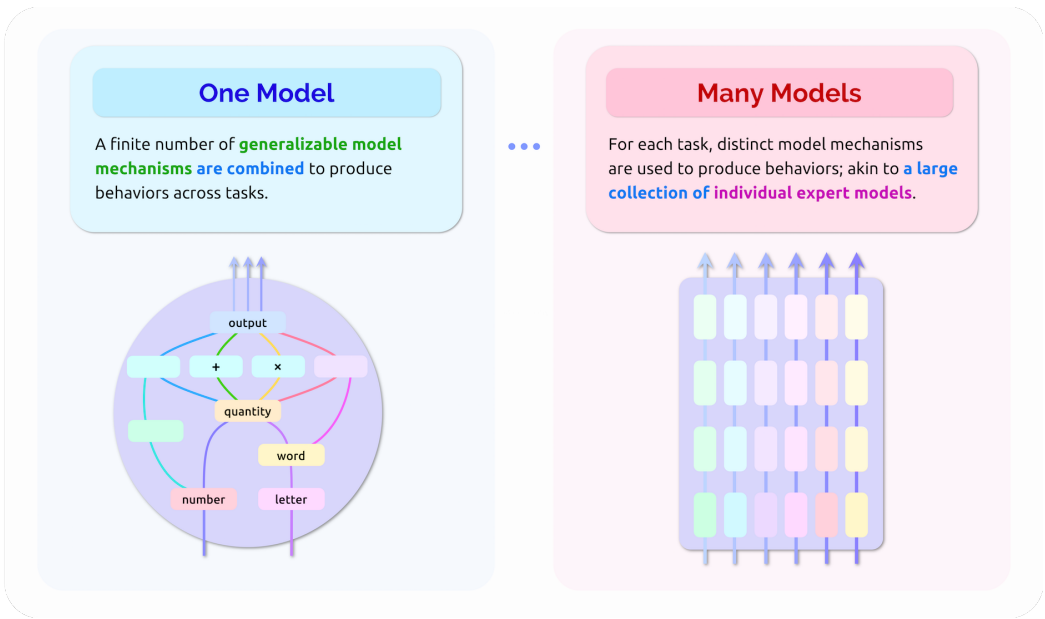 One Model
A finite number of generalizable model
mechanisms are combined to produce
behaviors across tasks.
Many Models
For each task, distinct model mechanisms
are used to produce behaviors; akin to a large
collection of individual expert models.
output
+
×
quantity
word
number
letter